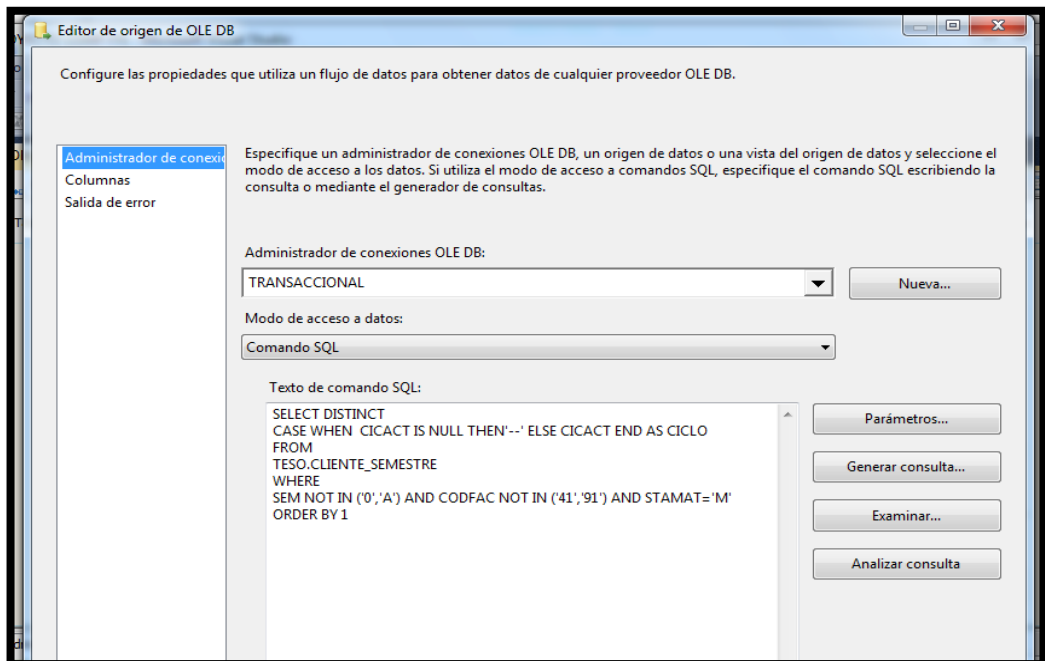 Editor de origen de OLE DB
Configure las propiedades que utiliza un flujo de datos para obtener datos de cualquier proveedor OLE DB.
Administrador de conexi
Columnas
Salida de error
Especifique un administrador de conexiones OLE DB, un origen de datos o una vista del origen de datos y seleccione el
modo de acceso a los datos. Si utiliza el modo de acceso a comandos SQL, especifique el comando SQL escribiendo la
consulta o mediante el generador de consultas.
Administrador de conexiones OLE DB:
TRANSACCIONAL
Nueva...
Modo de acceso a datos:
Comando SQL
Texto de comando SQL:
SELECT DISTINCT
CASE WHEN  CICACT IS NULL THEN'--' ELSE CICACT END AS CICLO
FROM
TESO.CLIENTE_SEMESTRE
WHERE
SEM NOT IN ('0','A') AND CODFAC NOT IN ('41','91') AND STAMAT='M'
ORDER BY 1
Parámetros...
Generar consulta...
Examinar...
Analizar consulta